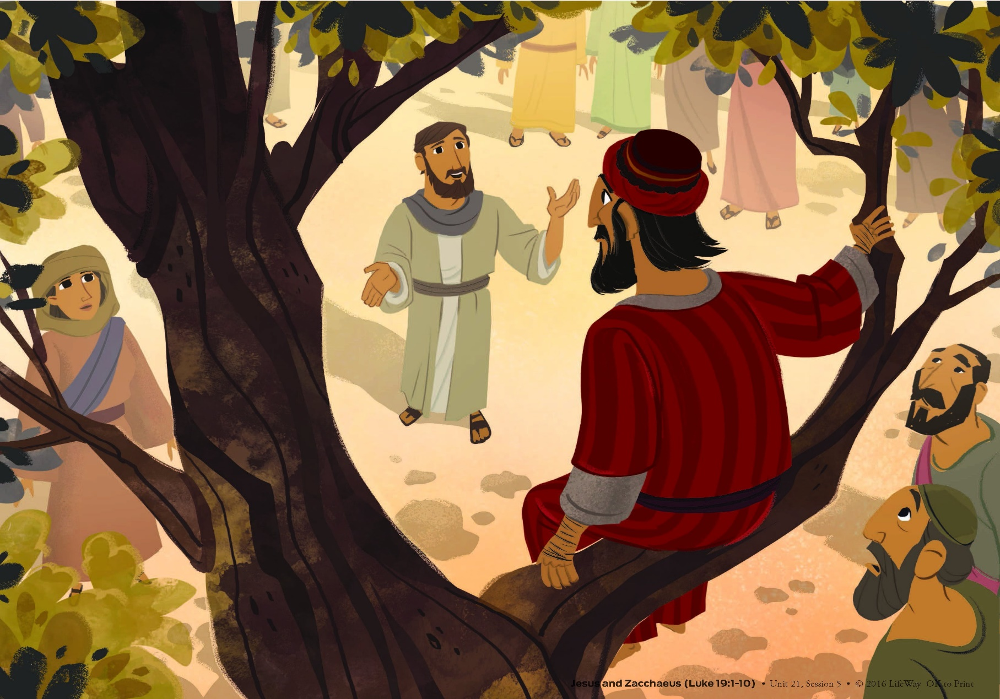 Jesus and Zacchaeus (Luke 19:1-10) • Unit 21, Session 5 • © 2016 LifeWay OK to Print